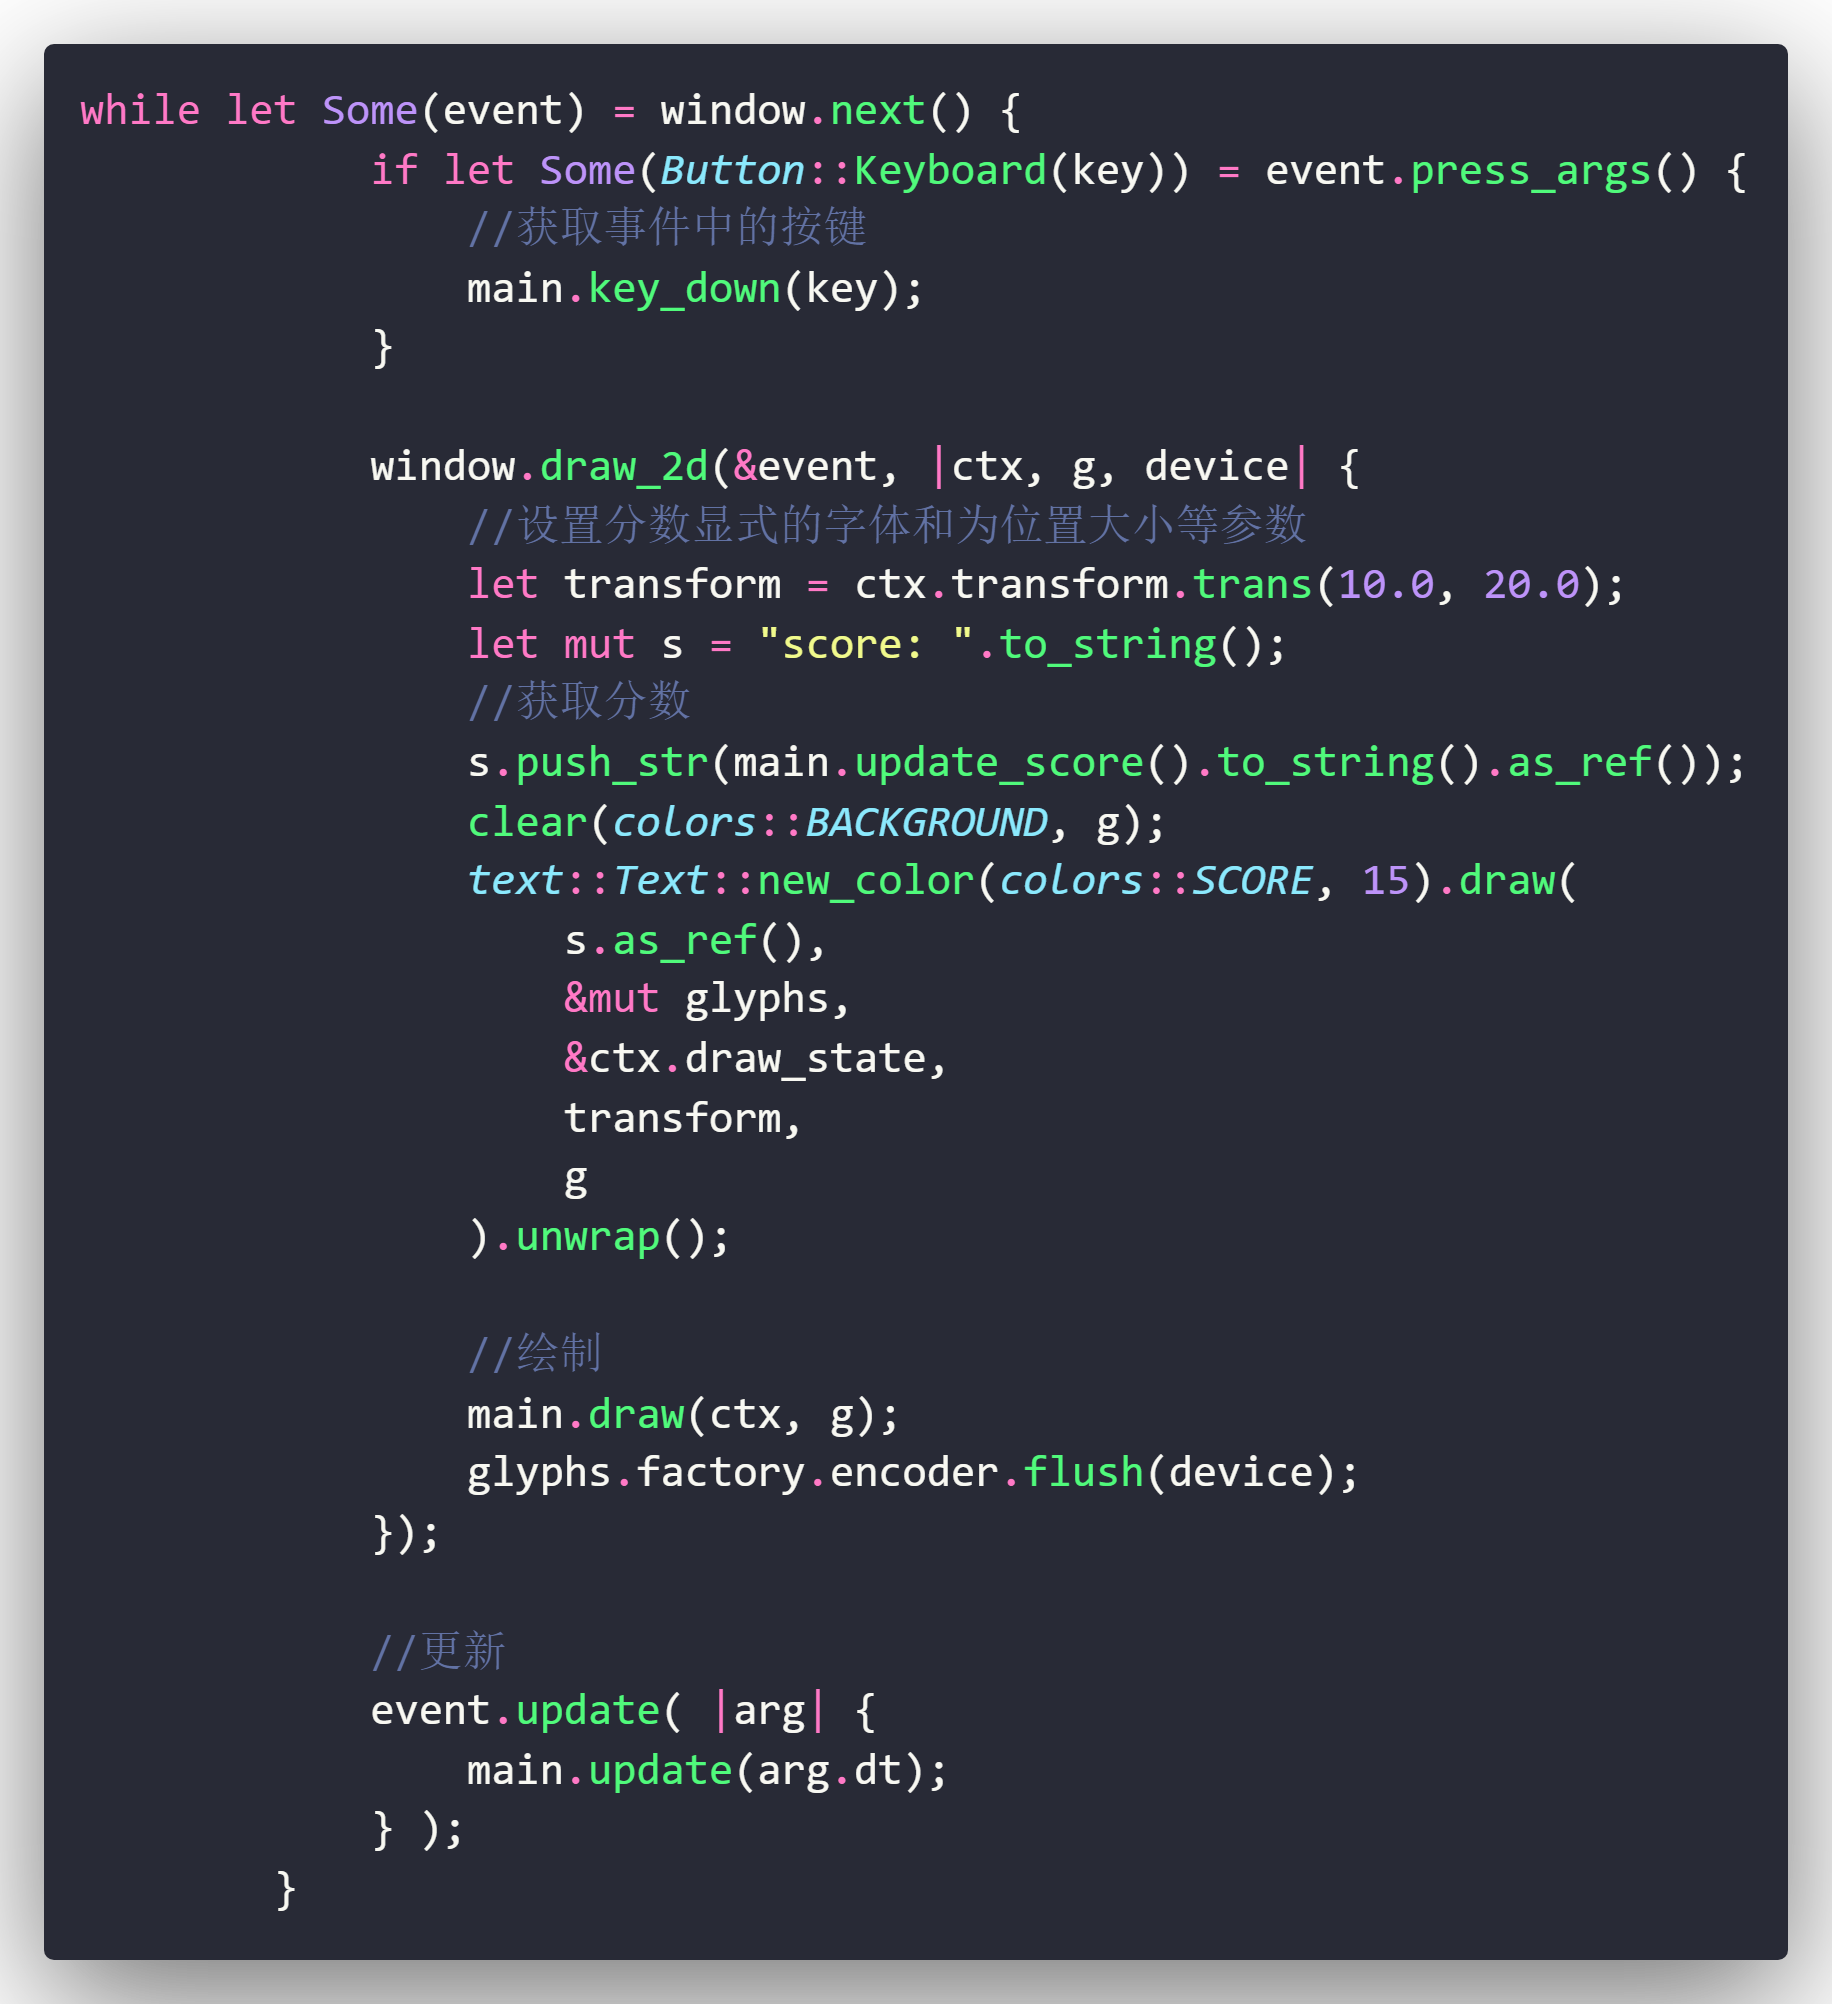 while let Some(event) = window.next() {
            if let Some(Button::Keyboard(key)) = event.press_args() {
                //获取事件中的按键
                main.key_down(key);
            }

            window.draw_2d(&event, |ctx, g, device| {
                //设置分数显式的字体和为位置大小等参数
                let transform = ctx.transform.trans(10.0, 20.0);
                let mut s = "score: ".to_string();
                //获取分数
                s.push_str(main.update_score().to_string().as_ref());
                clear(colors::BACKGROUND, g);
                text::Text::new_color(colors::SCORE, 15).draw(
                    s.as_ref(),
                    &mut glyphs,
                    &ctx.draw_state,
                    transform,
                    g
                ).unwrap();

                //绘制
                main.draw(ctx, g);
                glyphs.factory.encoder.flush(device);
            });

            //更新
            event.update( |arg| {
                main.update(arg.dt);
            } );
        }